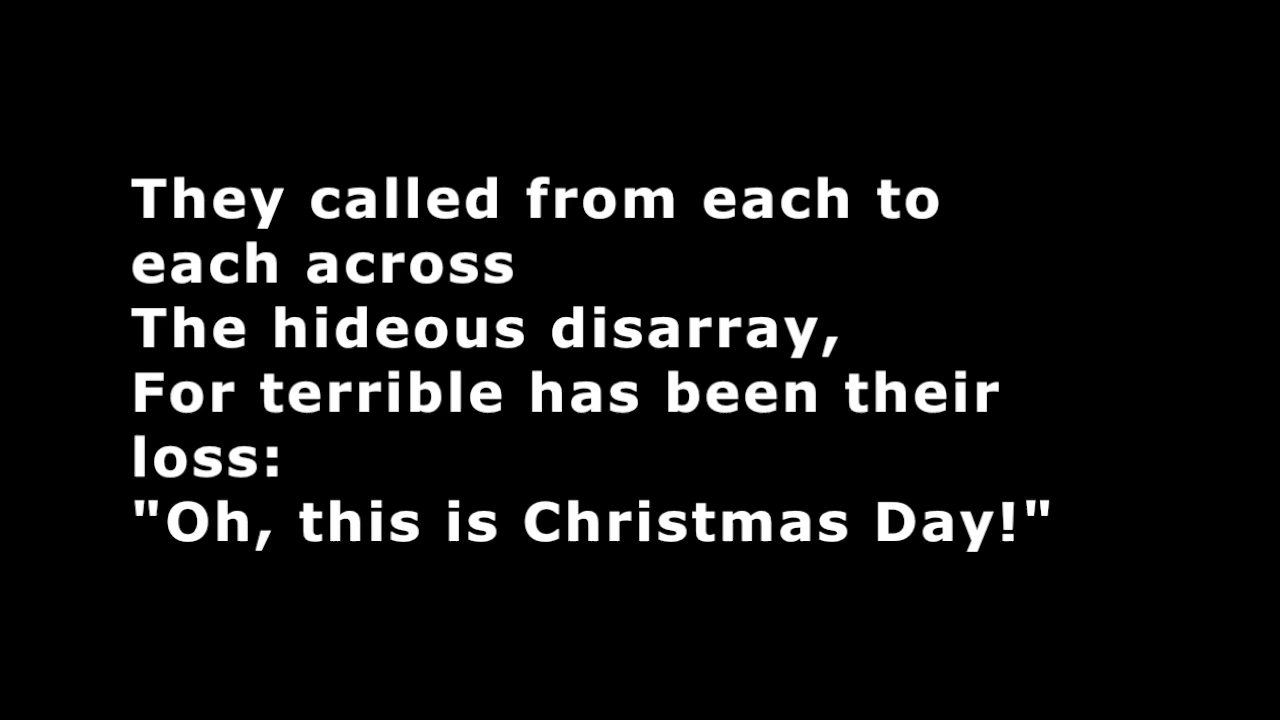 They called from each to
each across
The hideous disarray,
For terrible has been their
loss:
"Oh, this is Christmas Day!"